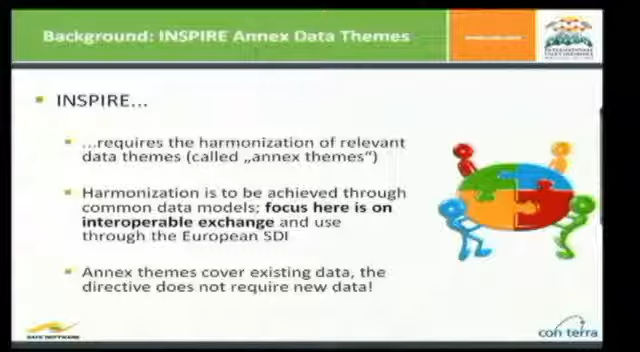 Background: INSPIRE Annex Data Themes
INSPIRE...
...requires the harmonization of relevant
data themes (called „annex themes“)
Harmonization is to be achieved through
common data models; focus here is on
interoperable exchange and use
through the European SDI
Annex themes cover existing data, the
directive does not require new data!
SAFE SOFTWARE
con terra